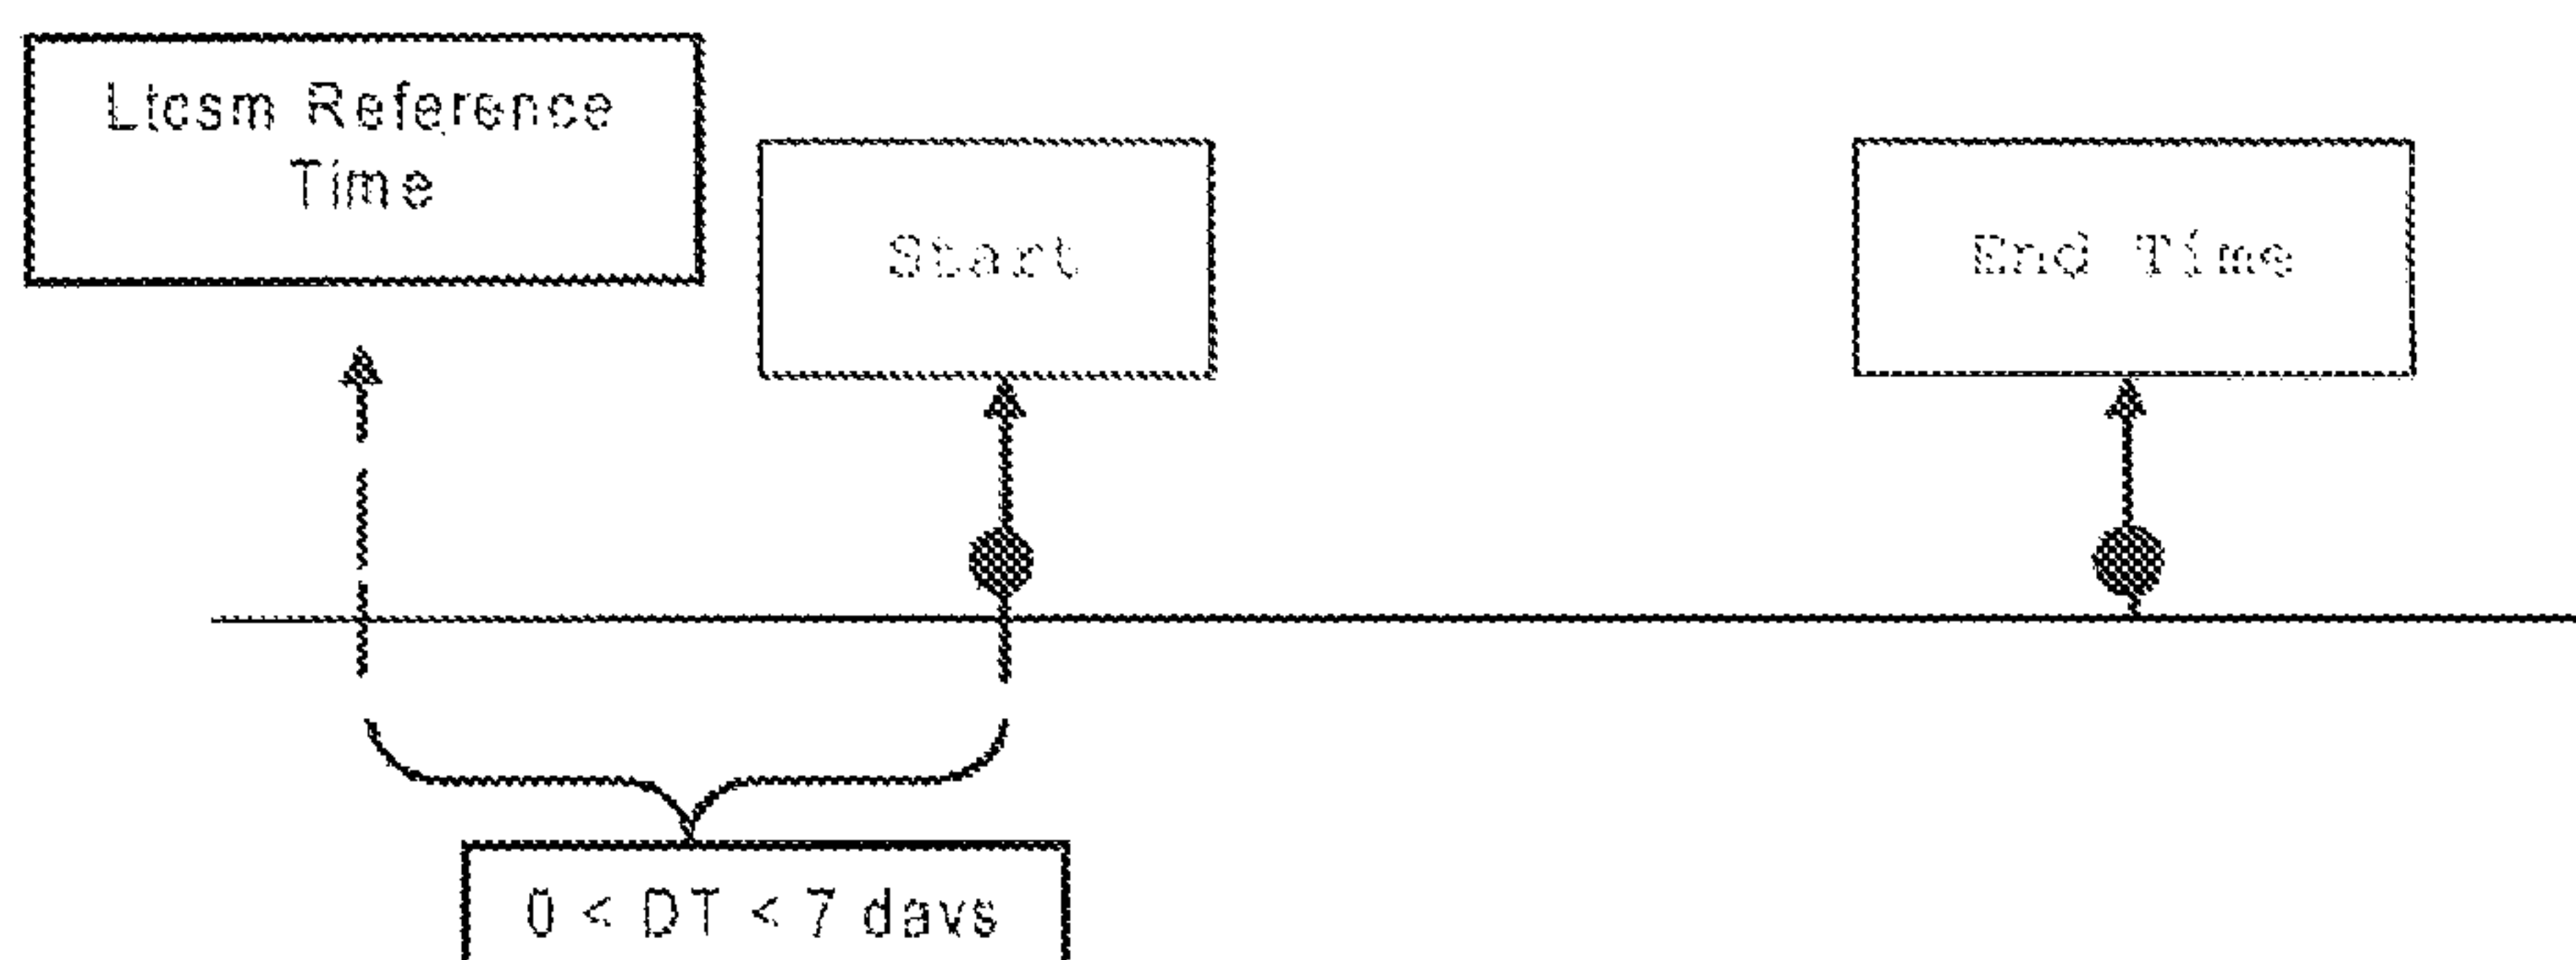 Ltcsm Reference
Time
Start
End Time
0 < DT < 7 days